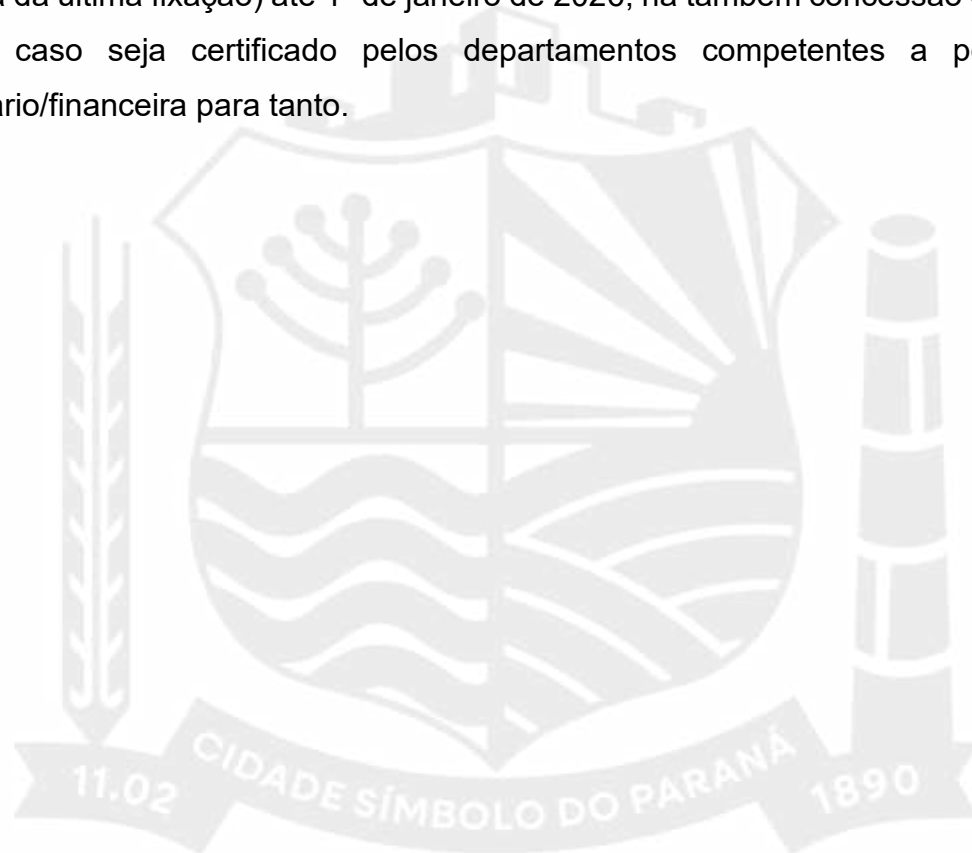 da última fixação) até 1º de janeiro de 2026, há também concessão
caso seja certificado pelos departamentos competentes a
/financeira para tanto.
11.02
CIDADE SÍMBOLO DO PARANÁ
1890